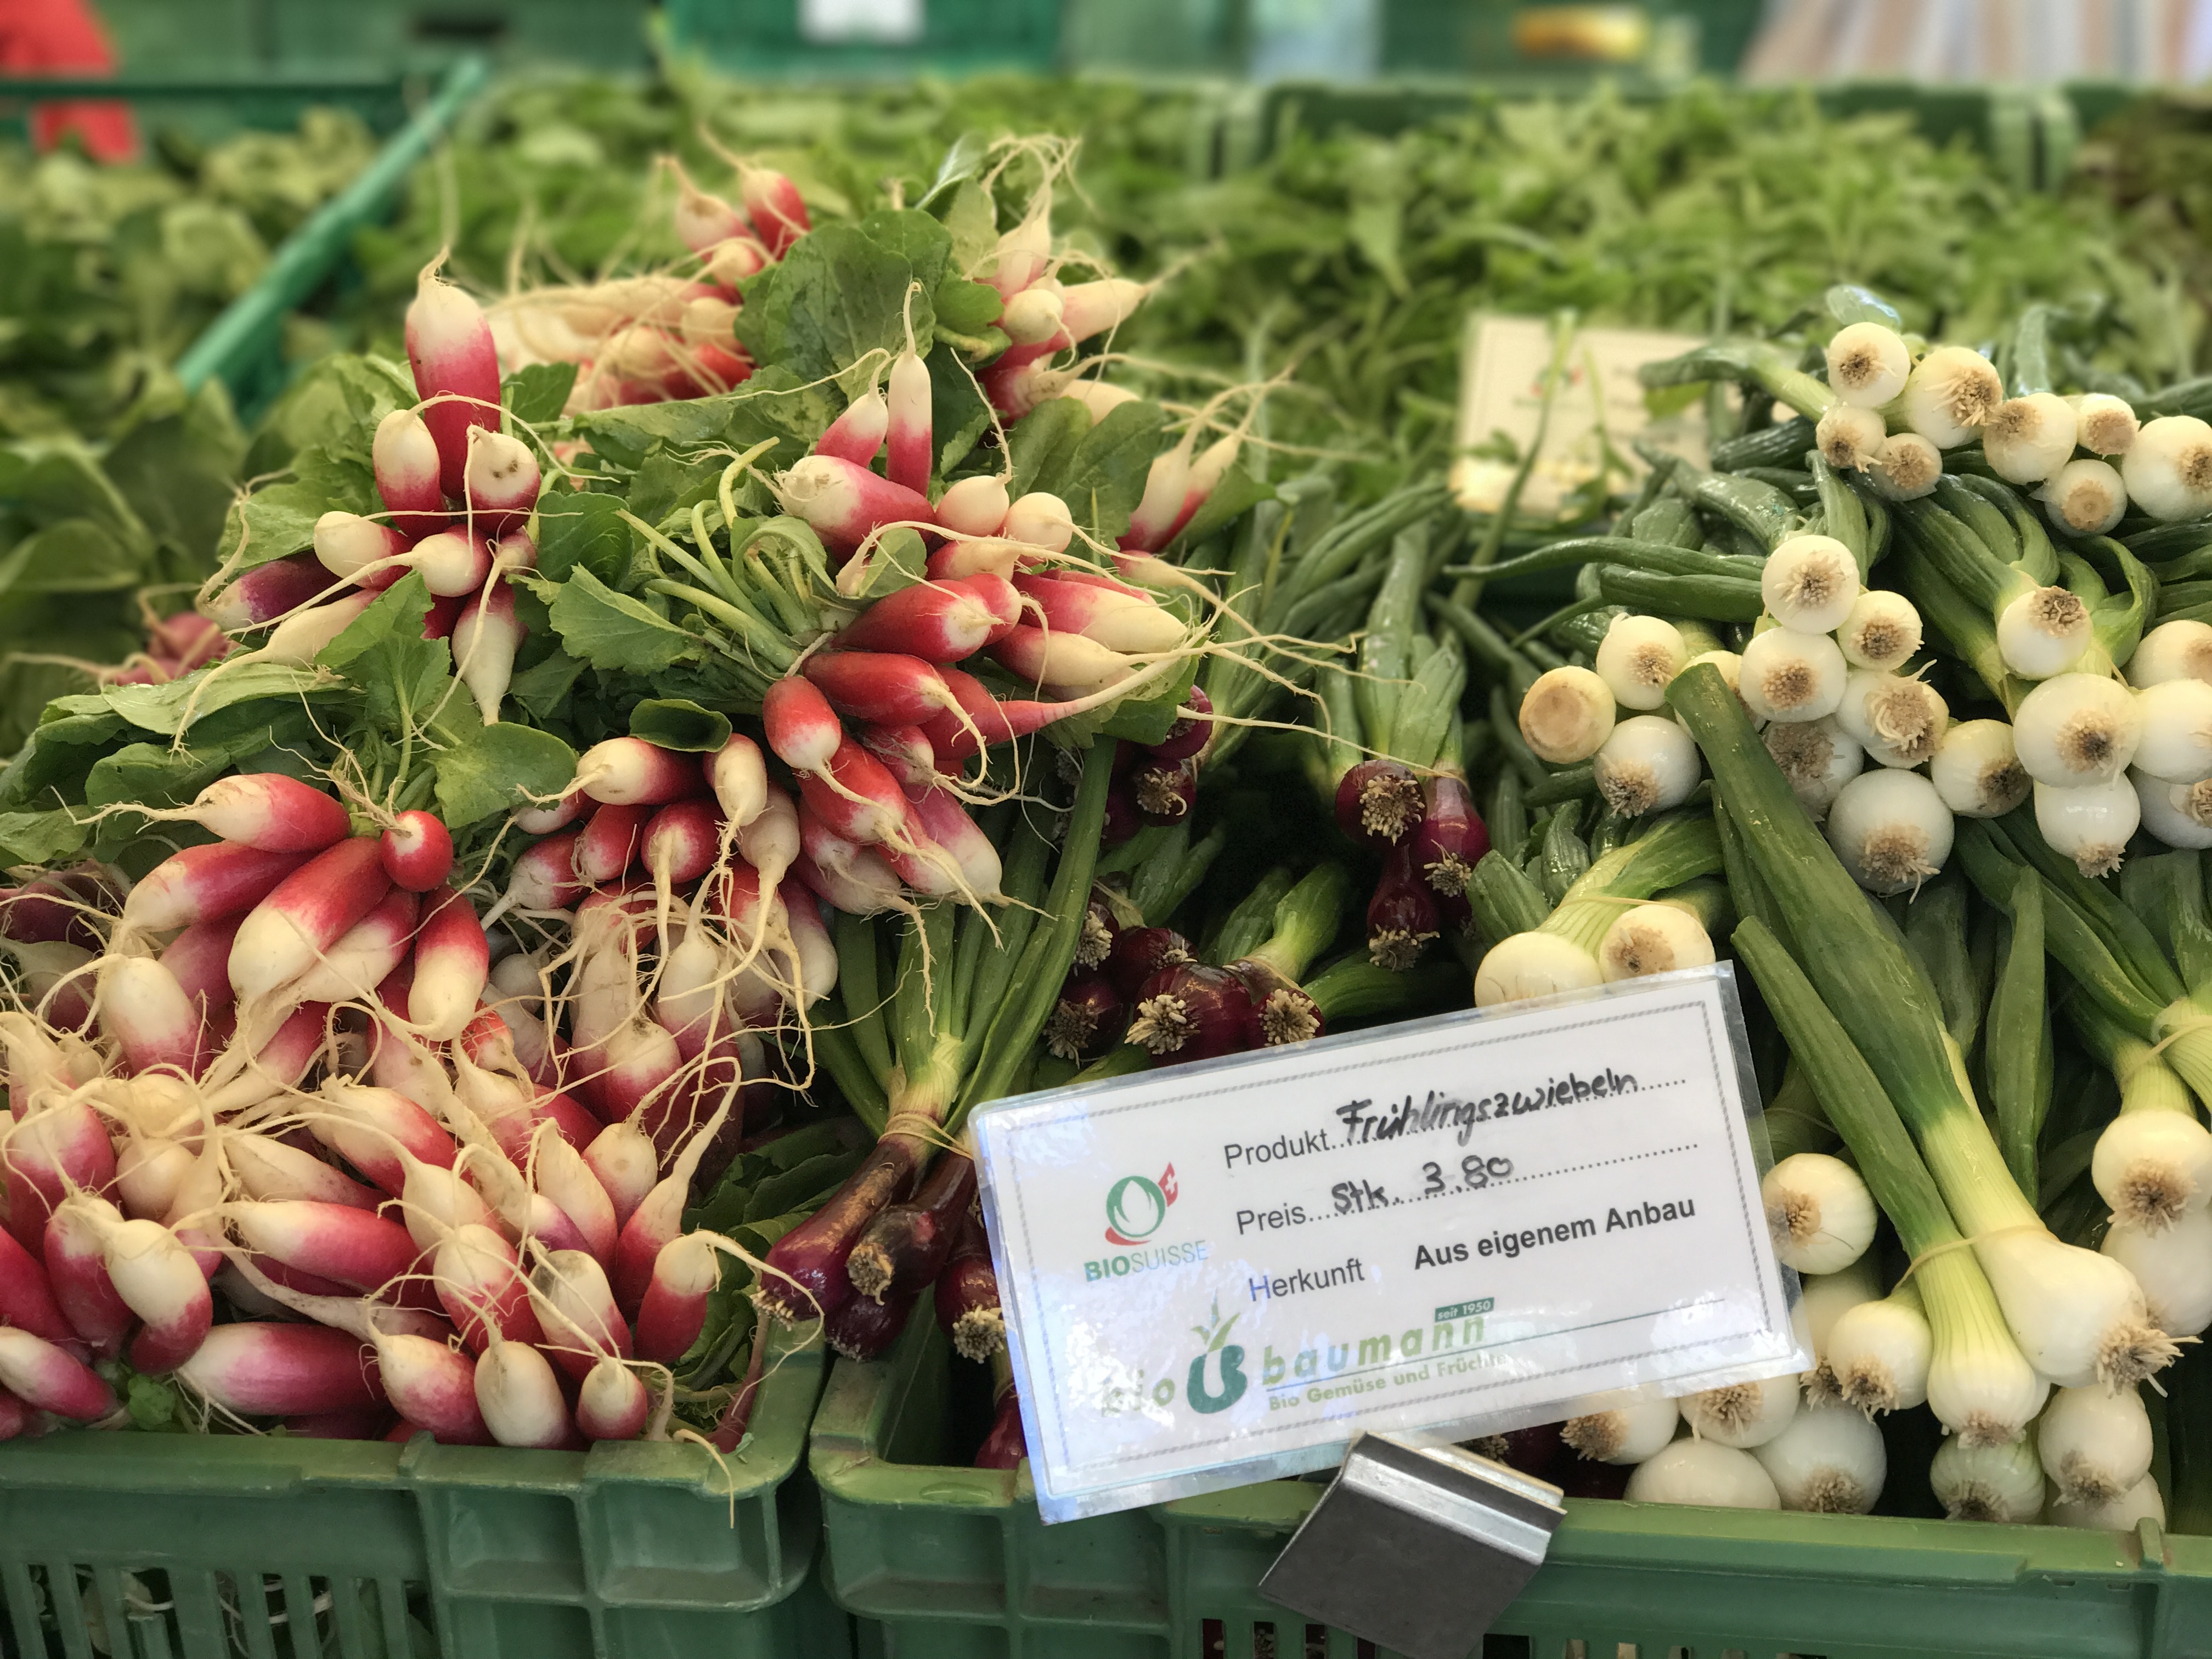 Produkt...Frühlingszwiebeln......
Preis.....Stk. 3.80..................
Herkunft Aus eigenem Anbau
BIOSUISSE
seit 1950
bio baumann
Bio Gemüse und Früchte